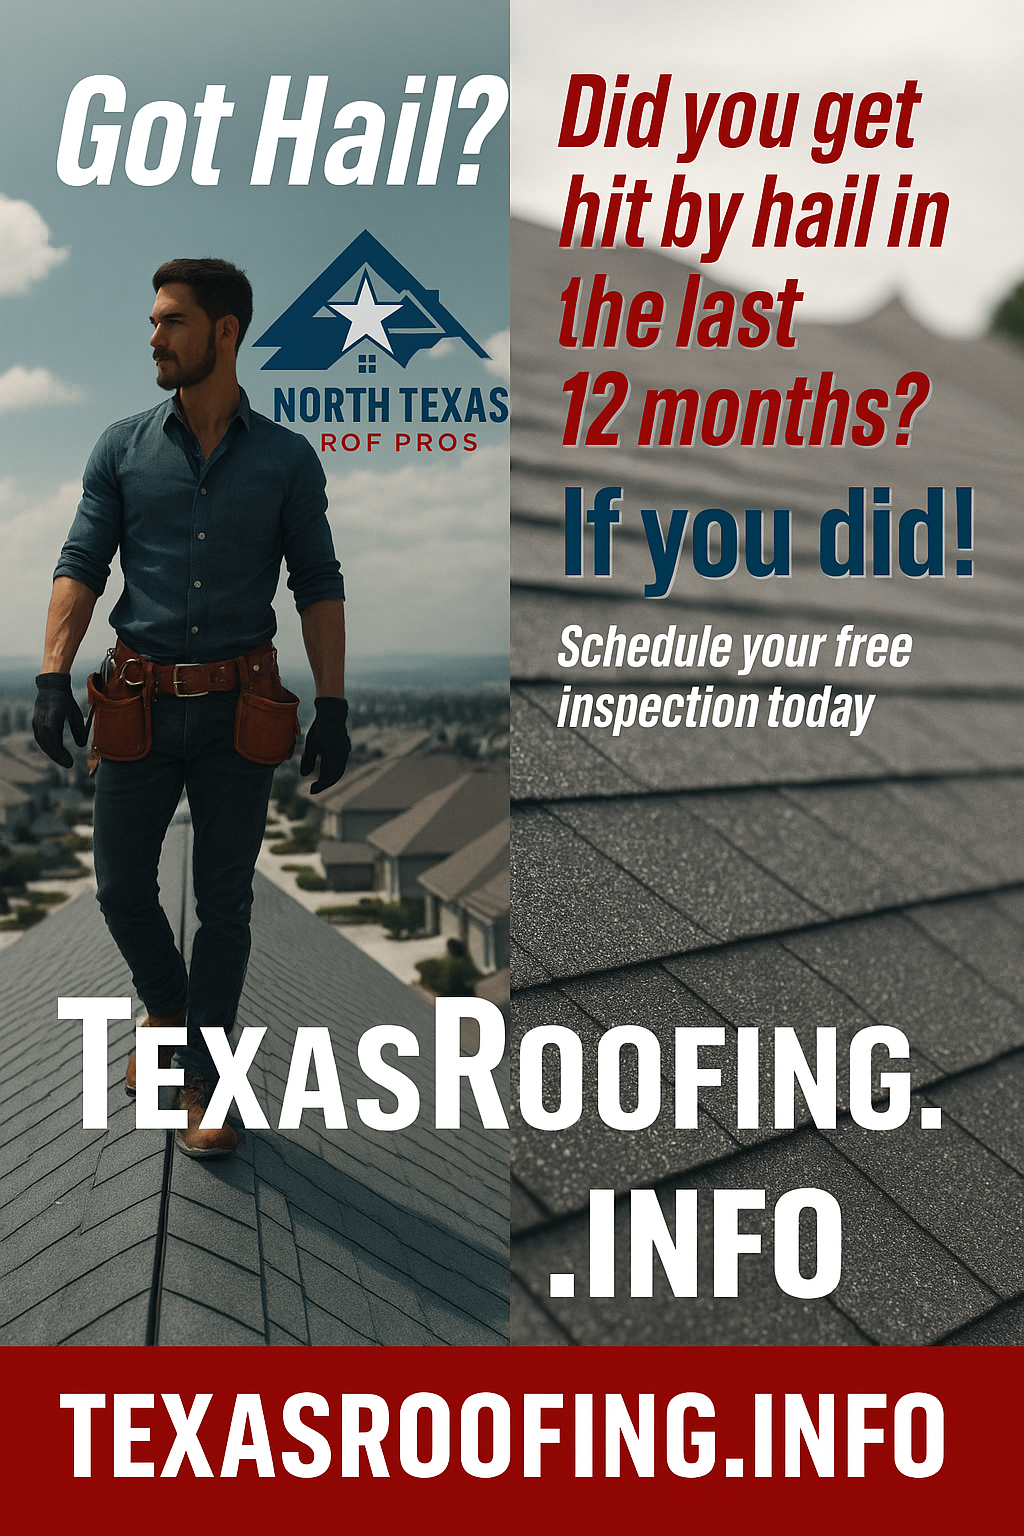 Got Hail?
NORTH TEXAS
ROF PROS
Did you get
hit by hail in
the last
12 months?
If you did!
Schedule your free
inspection today
TEXASROOFING.
.INFO
TEXASROOFING.INFO